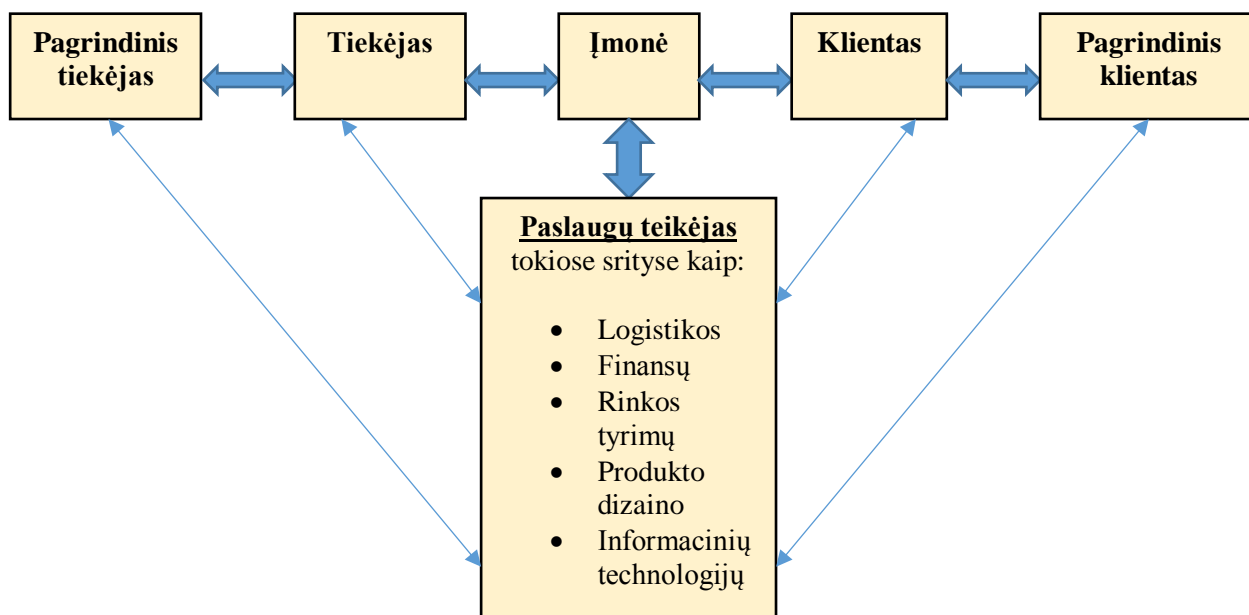 Pagrindinis
tiekėjas
Tiekėjas
Įmonė
Klientas
Pagrindinis
klientas
Paslaugų teikėjas
tokiose srityse kaip:
• Logistikos
• Finansų
• Rinkos
tyrimų
• Produkto
dizaino
• Informacinių
technologijų